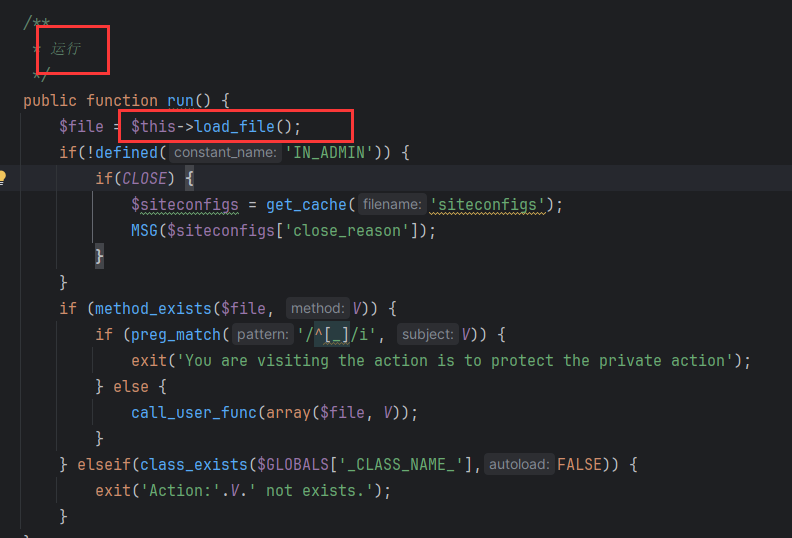 /**
* 运行
*/
public function run() {
$file = $this->load_file();
if(!defined( constant_name: 'IN_ADMIN')) {
if(CLOSE) {
$siteconfigs = get_cache( filename: 'siteconfigs');
MSG($siteconfigs['close_reason']);
}
}
if (method_exists($file, method: V)) {
if (preg_match( pattern: '/^[_]/i', subject: V)) {
exit('You are visiting the action is to protect the private action');
} else {
call_user_func(array($file, V));
}
} elseif(class_exists($GLOBALS['_CLASS_NAME_'], autoload: FALSE)) {
exit('Action:'.V.' not exists.');
}